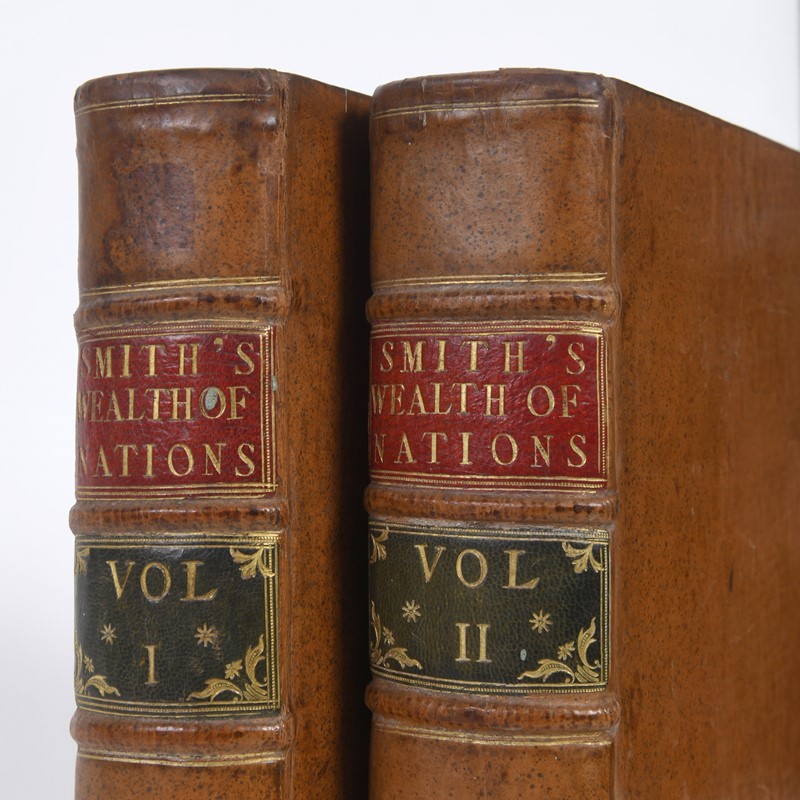 SMITH'S
WEALTH OF
NATIONS
VOL
I
SMITH'S
WEALTH OF
NATIONS
VOL
II